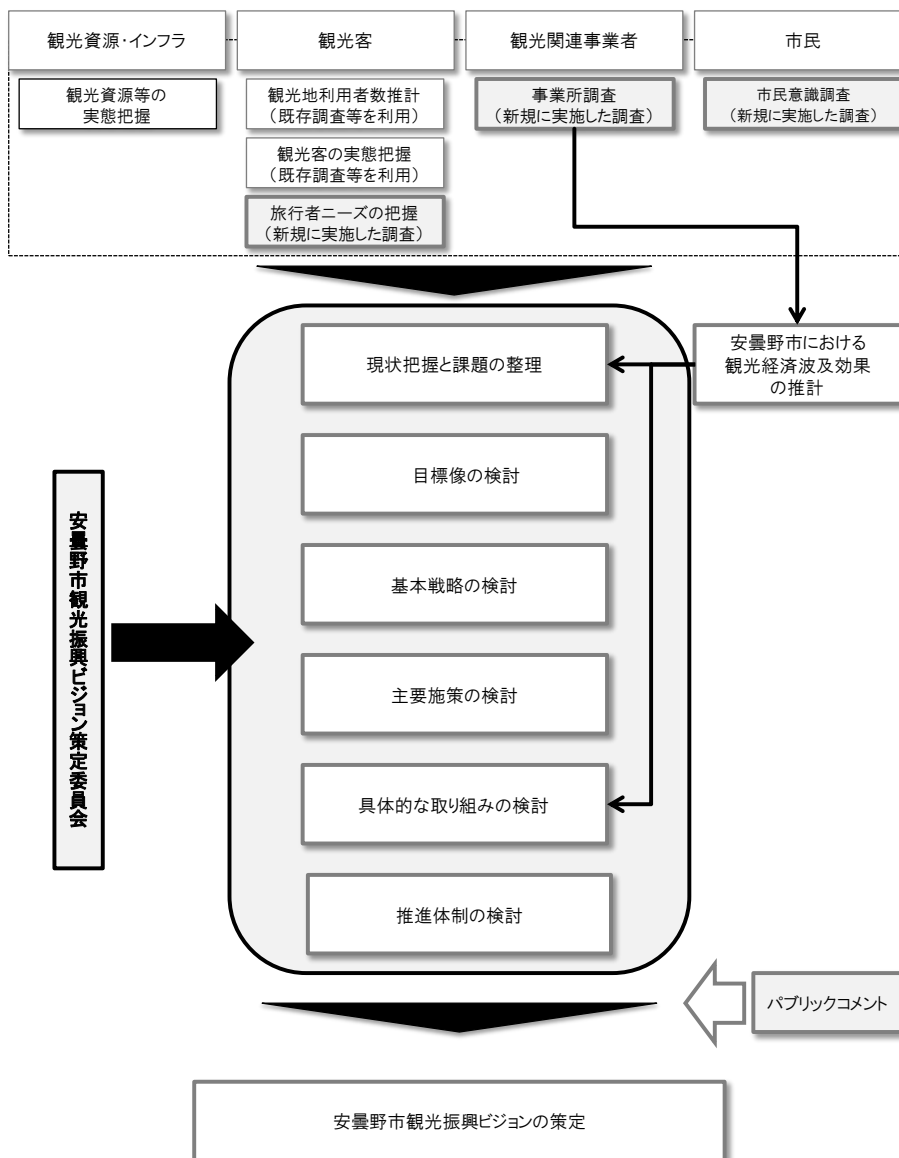 観光資源・インフラ
観光客
観光関連事業者
市民
観光資源等の
実態把握
観光地利用者数推計
(既存調査等を利用)
観光客の実態把握
(既存調査等を利用)
旅行者ニーズの把握
(新規に実施した調査)
事業所調査
(新規に実施した調査)
市民意識調査
(新規に実施した調査)
安曇野市における
観光経済波及効果
の推計
現状把握と課題の整理
目標像の検討
基本戦略の検討
主要施策の検討
具体的な取り組みの検討
推進体制の検討
安曇野市観光振興ビジョン策定委員会
パブリックコメント
安曇野市観光振興ビジョンの策定